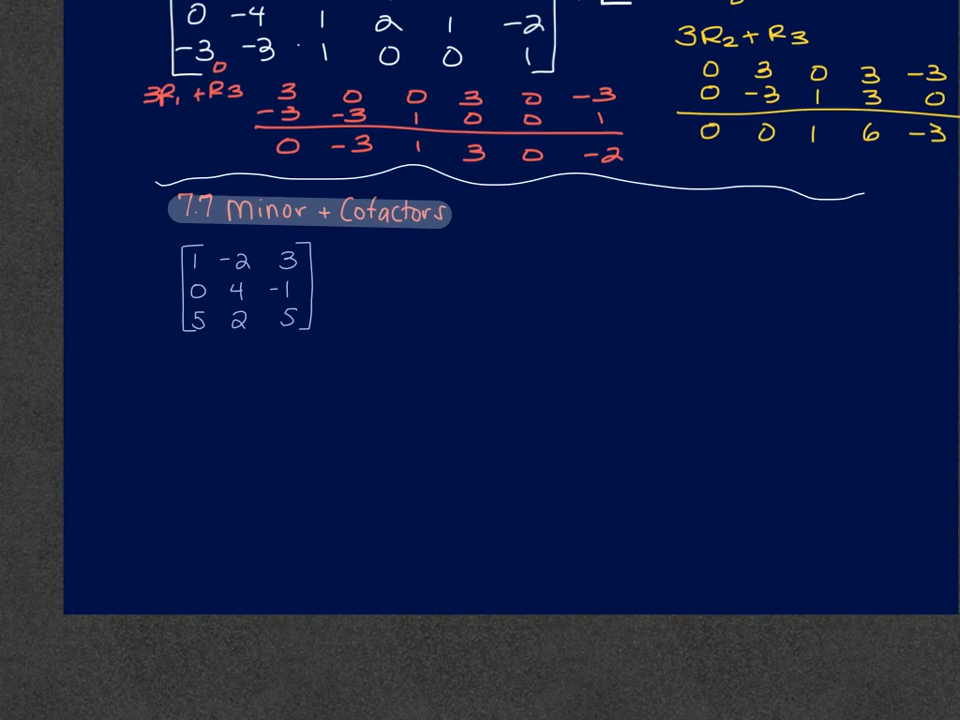 0 -4 1 2 1 -2
-3 -3 1 0 0 1
0
3R₁ + R3 3 0 0 3 0 -3
-3 -3 1 0 0 1
0 -3 1 3 0 -2
3R₂ + R3
0 3 0 3 -3
0 -3 1 3 0
0 0 1 6 -3
7.7 Minor + Cofactors
1 -2 3
0 4 -1
5 2 5